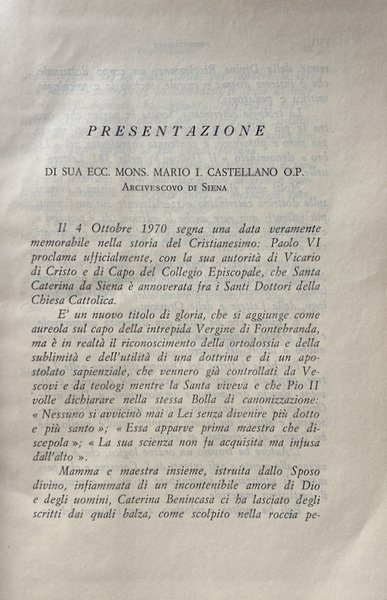 PRESENTAZIONE
DI SUA ECC. MONS. MARIO I. CASTELLANO O.P.
Arcivescovo di Siena
Il 4 Ottobre 1970 segna una data veramente
memorabile nella storia del Cristianesimo: Paolo VI
proclama ufficialmente, con la sua autorità di Vicario
di Cristo e di Capo del Collegio Episcopale, che Santa
Caterina da Siena è annoverata fra i Santi Dottori della
Chiesa Cattolica.
E' un nuovo titolo di gloria, che si aggiunge come
aureola sul capo della intrepida Vergine di Fontebranda,
ma è in realtà il riconoscimento della ortodossia e della
sublimità e dell'utilità di una dottrina e di un apo-
stolato sapienziale, che vennero già controllati da Ve-
scovi e da teologi mentre la Santa viveva e che Pio II
volle dichiarare nella stessa Bolla di canonizzazione:
« Nessuno si avvicinò mai a Lei senza divenire più dotto
e più santo »; « Essa apparve prima maestra che di-
scepola »; « La sua scienza non fu acquisita ma infusa
dall'alto ».
Mamma e maestra insieme, istruita dallo Sposo
divino, infiammata di un incontenibile amore di Dio
e degli uomini, Caterina Benincasa ci ha lasciato degli
scritti dai quali balza, come scolpito nella roccia pe-